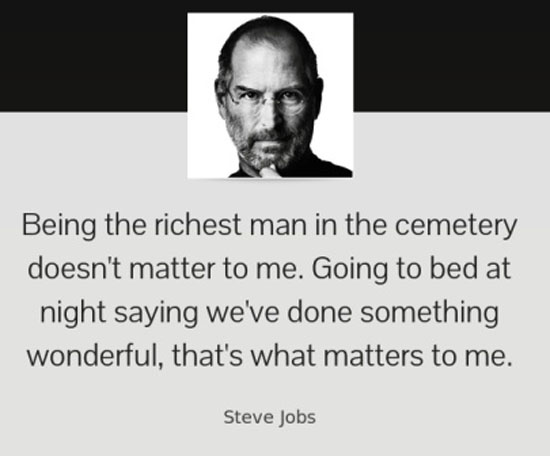 Being the richest man in the cemetery
doesn't matter to me. Going to bed at
night saying we've done something
wonderful, that's what matters to me.
Steve Jobs